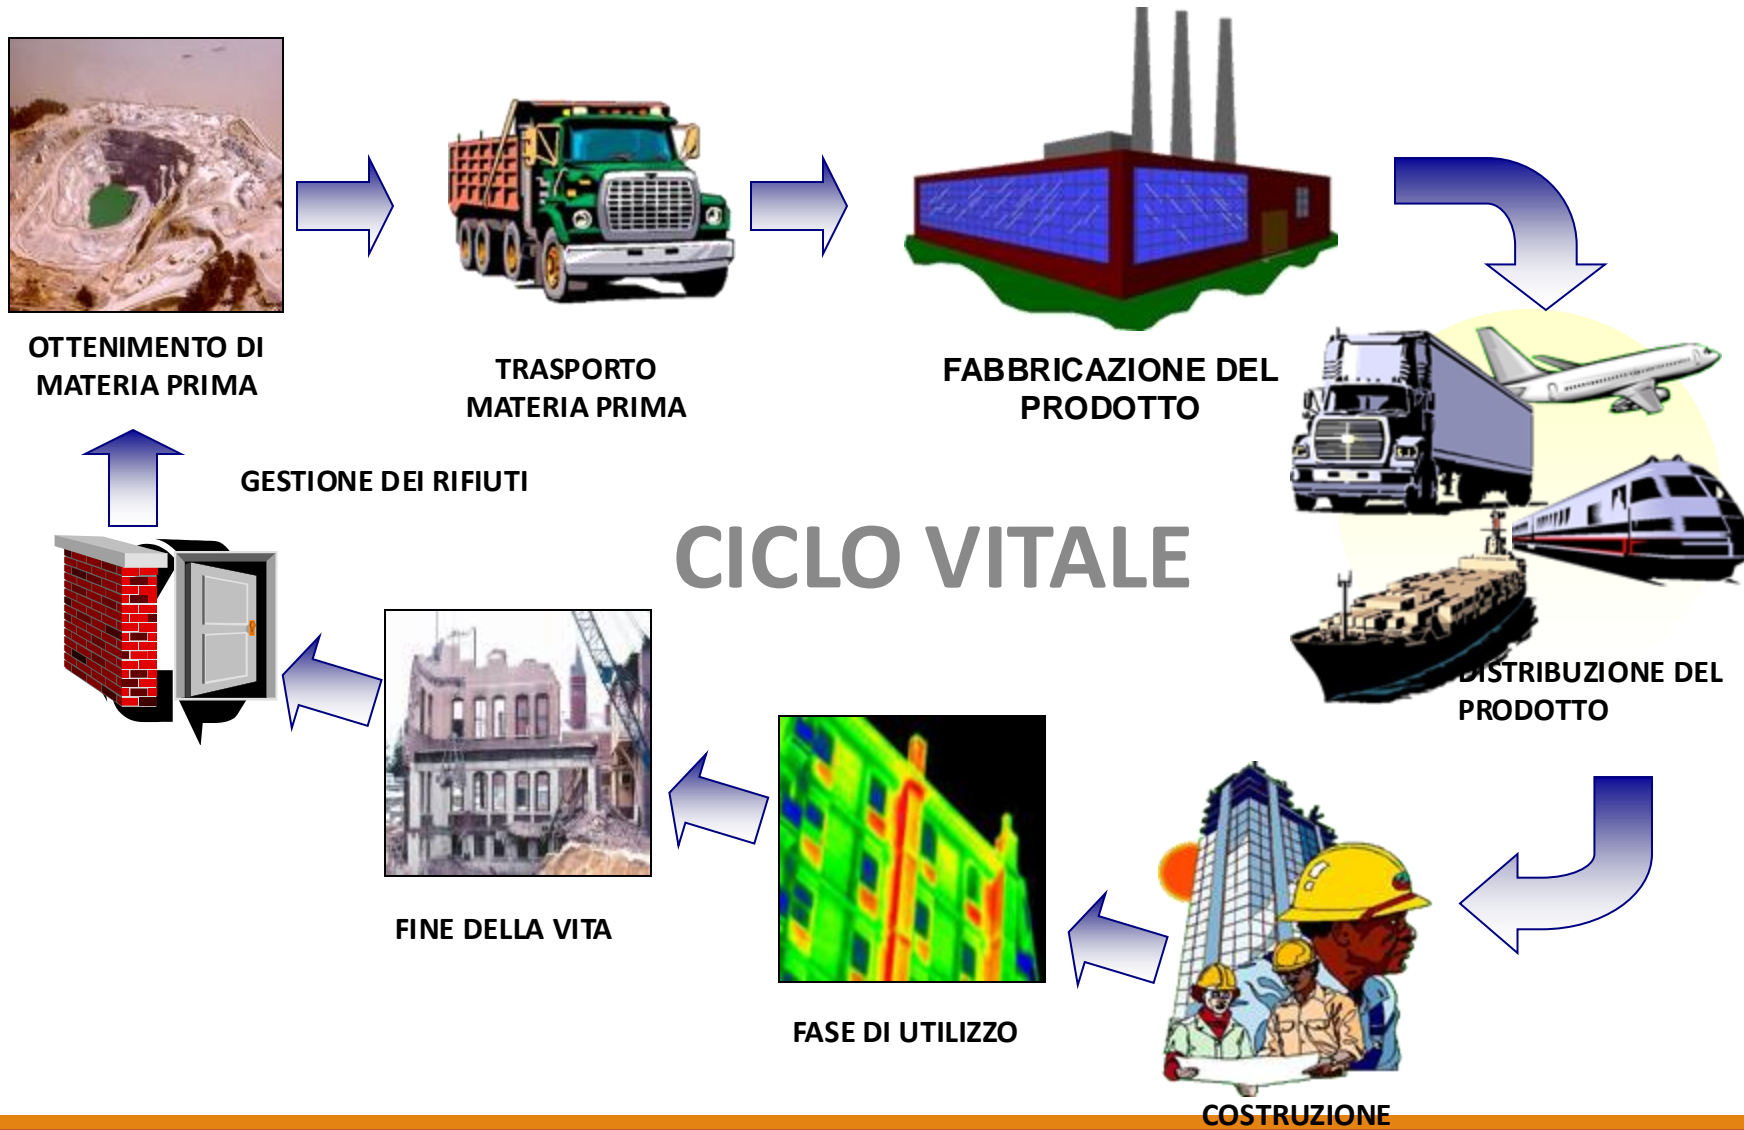 OTTENIMENTO DI
MATERIA PRIMA
TRASPORTO
MATERIA PRIMA
FABBRICAZIONE DEL
PRODOTTO
GESTIONE DEI RIFIUTI
CICLO VITALE
DISTRIBUZIONE DEL
PRODOTTO
FINE DELLA VITA
FASE DI UTILIZZO
COSTRUZIONE